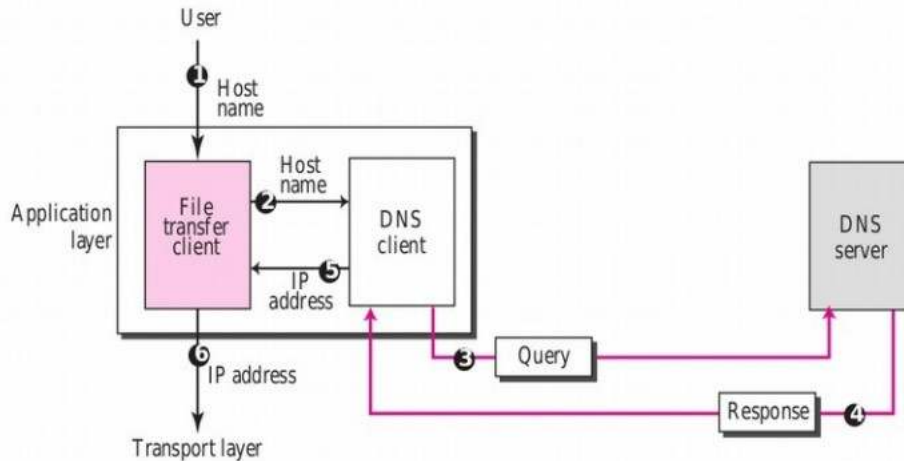 User
1
Host
name
Application
layer
File
transfer
client
2
Host
name
DNS
client
5
IP
address
DNS
server
3
Query
Response
4
6
IP address
Transport layer